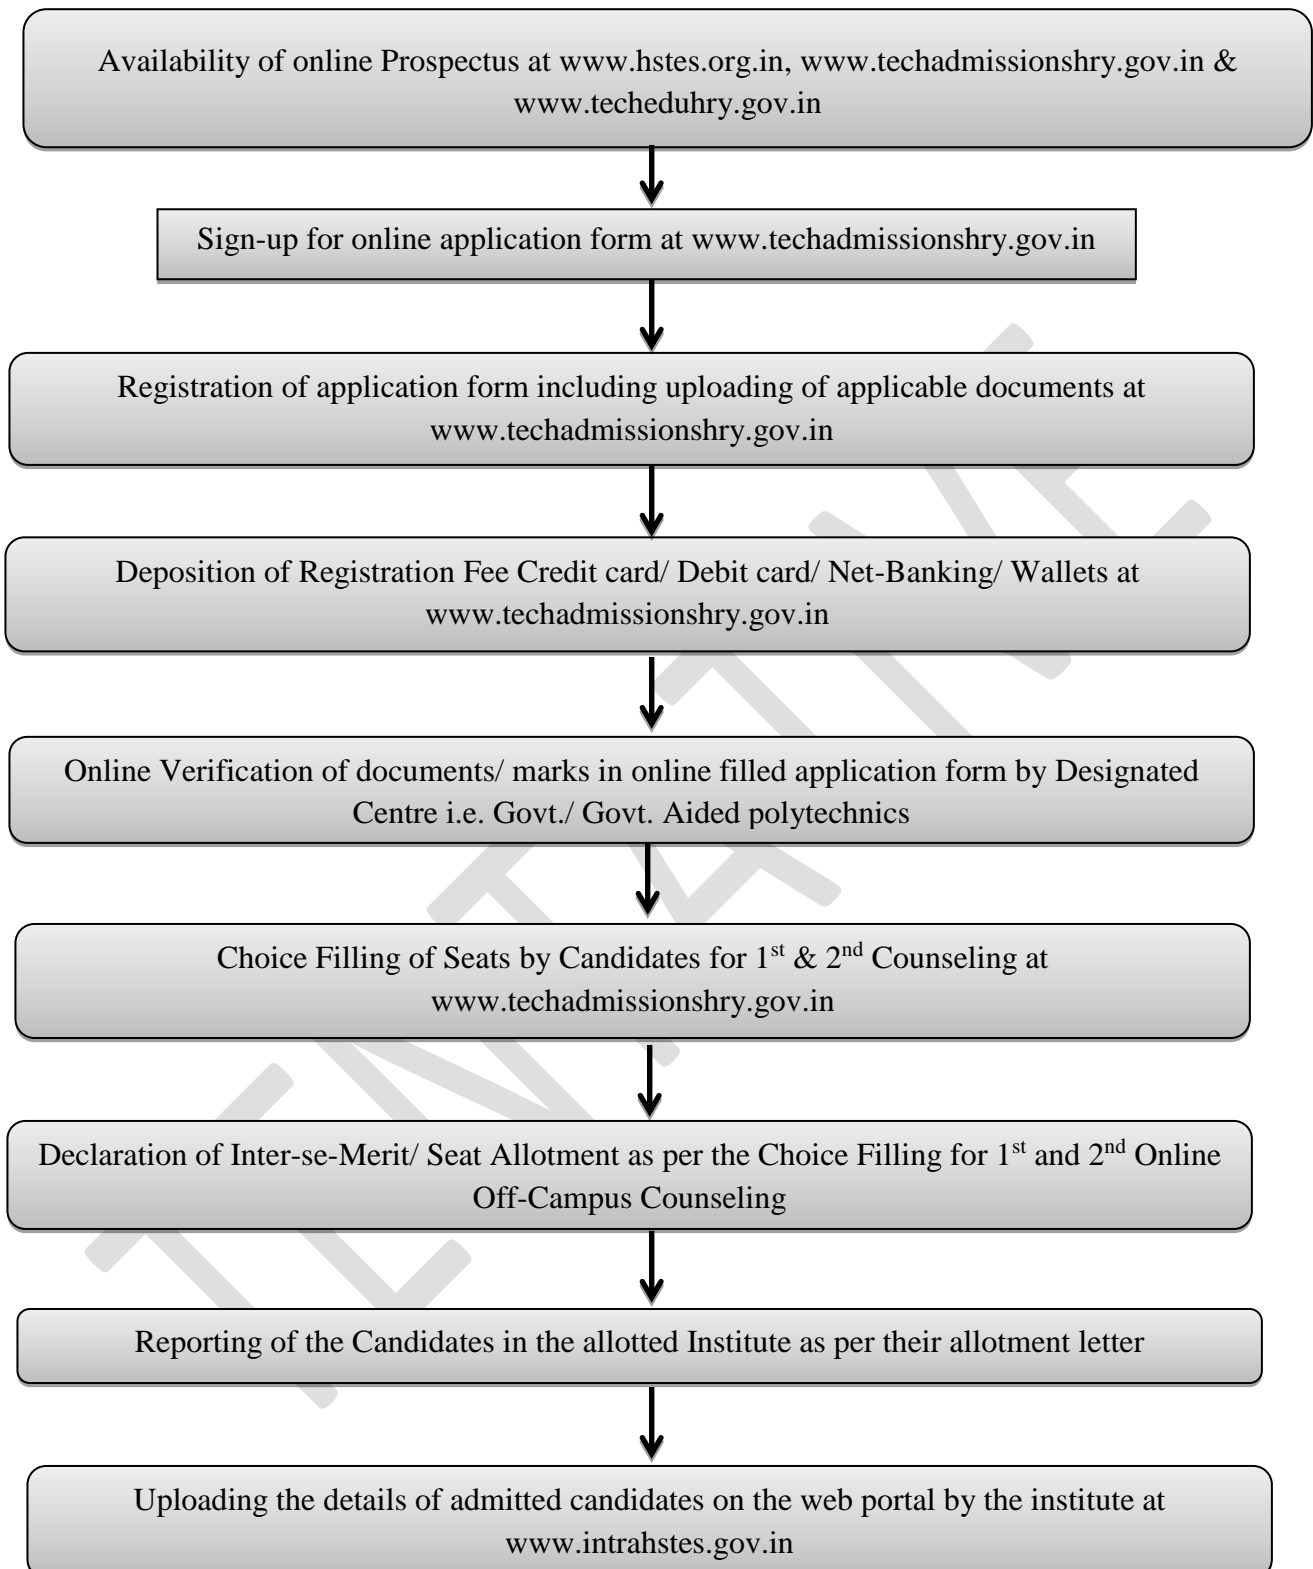 Availability of online Prospectus at www.hstes.org.in, www.techadmissionshry.gov.in &
www.techeduhry.gov.in
Sign-up for online application form at www.techadmissionshry.gov.in
Registration of application form including uploading of applicable documents at
www.techadmissionshry.gov.in
Deposition of Registration Fee Credit card/ Debit card/ Net-Banking/ Wallets at
www.techadmissionshry.gov.in
Online Verification of documents/ marks in online filled application form by Designated
Centre i.e. Govt./ Govt. Aided polytechnics
Choice Filling of Seats by Candidates for 1st & 2nd Counseling at
www.techadmissionshry.gov.in
Declaration of Inter-se-Merit/ Seat Allotment as per the Choice Filling for 1st and 2nd Online
Off-Campus Counseling
Reporting of the Candidates in the allotted Institute as per their allotment letter
Uploading the details of admitted candidates on the web portal by the institute at
www.intrahstes.gov.in
TENTATIVE